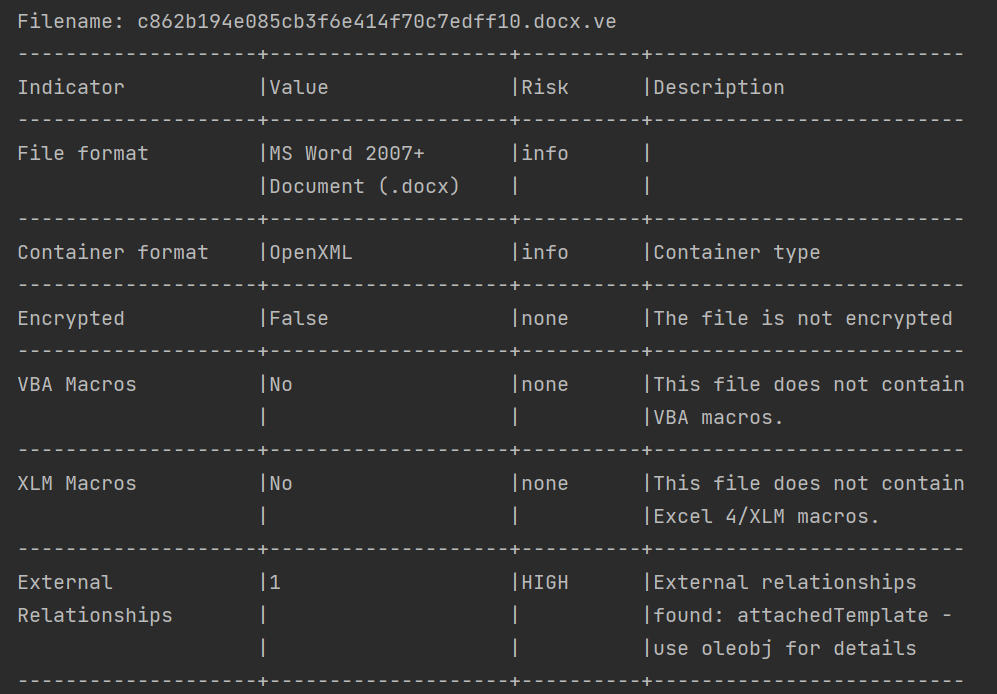 Filename: c862b194e085cb3f6e414f70c7edff10.docx.ve
--------------------+--------------------+----------+--------------------------
Indicator           |Value               |Risk      |Description
--------------------+--------------------+----------+--------------------------
File format         |MS Word 2007+       |info      |
                    |Document (.docx)    |          |
--------------------+--------------------+----------+--------------------------
Container format    |OpenXML             |info      |Container type
--------------------+--------------------+----------+--------------------------
Encrypted           |False               |none      |The file is not encrypted
--------------------+--------------------+----------+--------------------------
VBA Macros          |No                  |none      |This file does not contain
                    |                    |          |VBA macros.
--------------------+--------------------+----------+--------------------------
XLM Macros          |No                  |none      |This file does not contain
                    |                    |          |Excel 4/XLM macros.
--------------------+--------------------+----------+--------------------------
External            |1                   |HIGH      |External relationships
Relationships       |                    |          |found: attachedTemplate -
                    |                    |          |use oleobj for details
--------------------+--------------------+----------+--------------------------